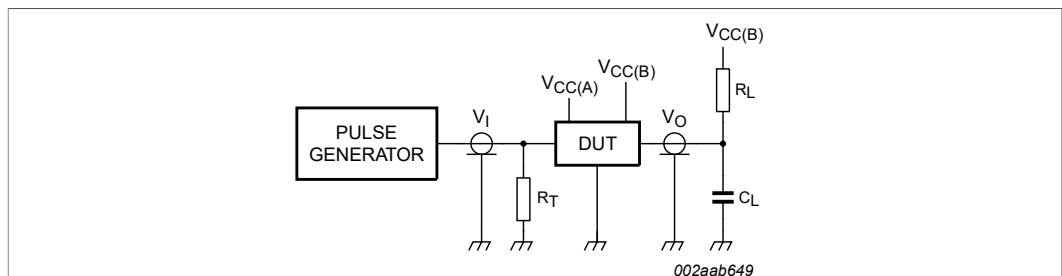 VCC(B)
RL
VCC(B)
VCC(A)
VI
VO
PULSE
GENERATOR
DUT
RT
CL
002aab649